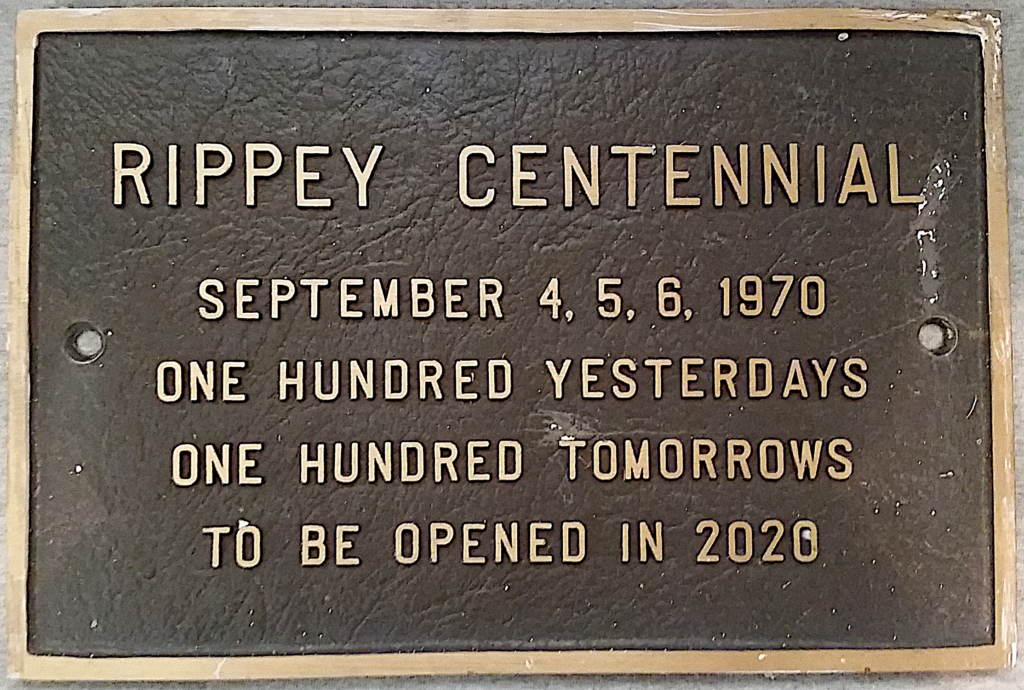 RIPPEY CENTENNIAL
SEPTEMBER 4, 5, 6, 1970
ONE HUNDRED YESTERDAYS
ONE HUNDRED TOMORROWS
TO BE OPENED IN 2020